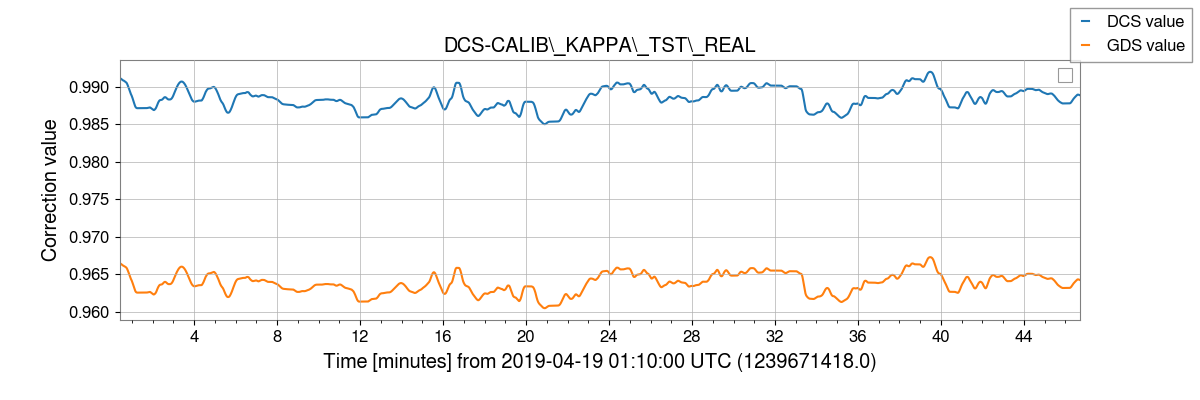 DCS value
GDS value
DCS-CALIB\_KAPPA\_TST\_REAL
Correction value
0.990
0.985
0.980
0.975
0.970
0.965
0.960
4 8 12 16 20 24 28 32 36 40 44
Time [minutes] from 2019-04-19 01:10:00 UTC (1239671418.0)